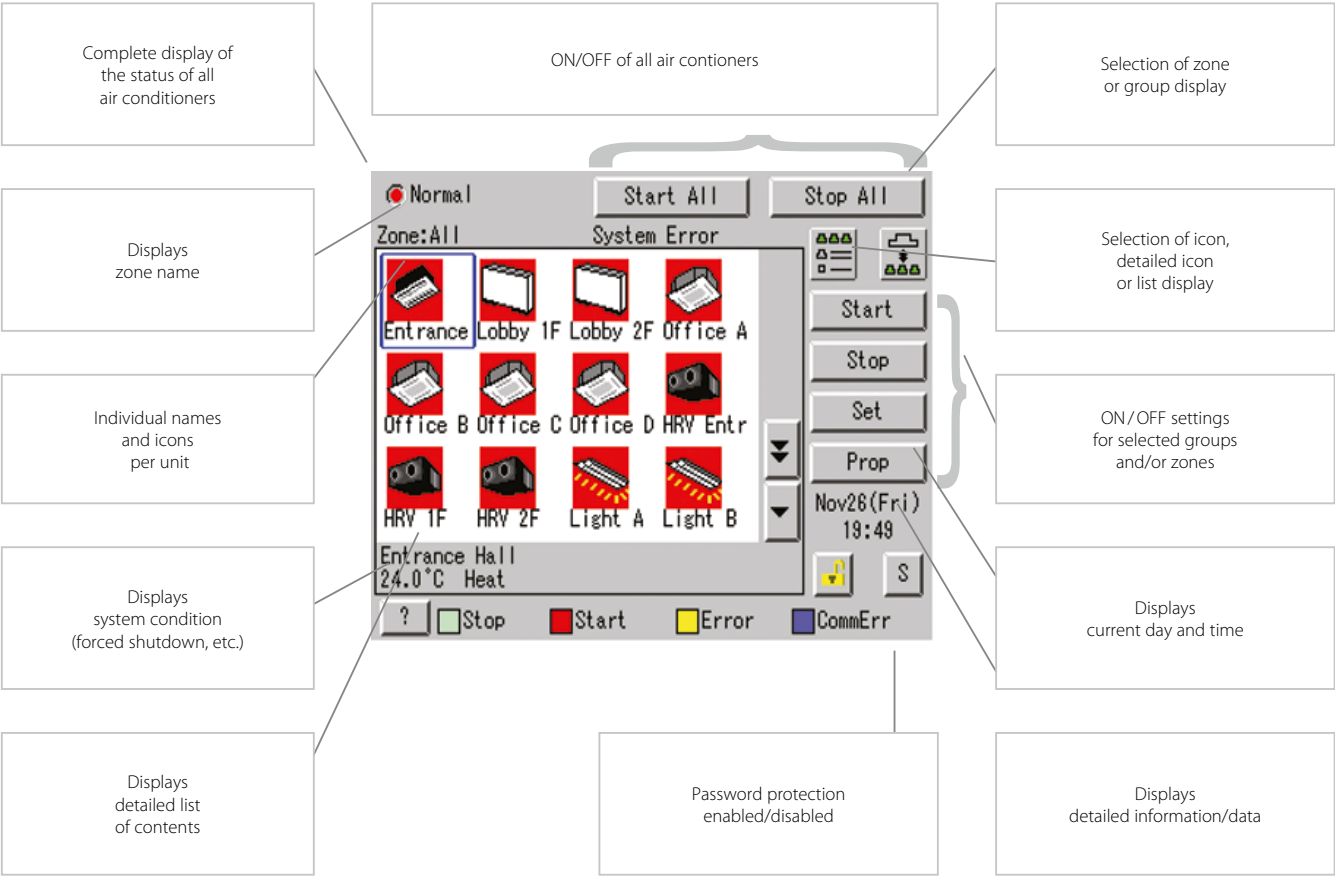 Complete display of
the status of all
air conditioners
ON/OFF of all air contioners
Selection of zone
or group display
Displays
zone name
Selection of icon,
detailed icon
or list display
Individual names
and icons
per unit
ON/OFF settings
for selected groups
and/or zones
Displays
system condition
(forced shutdown, etc.)
Displays
current day and time
Displays
detailed list
of contents
Password protection
enabled/disabled
Displays
detailed information/data
Normal
Start All
Stop All
Zone:All
System Error
Entrance
Lobby 1F
Lobby 2F
Office A
Office B
Office C
Office D
HRV Entr
HRV 1F
HRV 2F
Light A
Light B
Start
Stop
Set
Prop
Nov26(Fri)
19:49
Entrance Hall
24.0°C Heat
S
?
Stop
Start
Error
CommErr